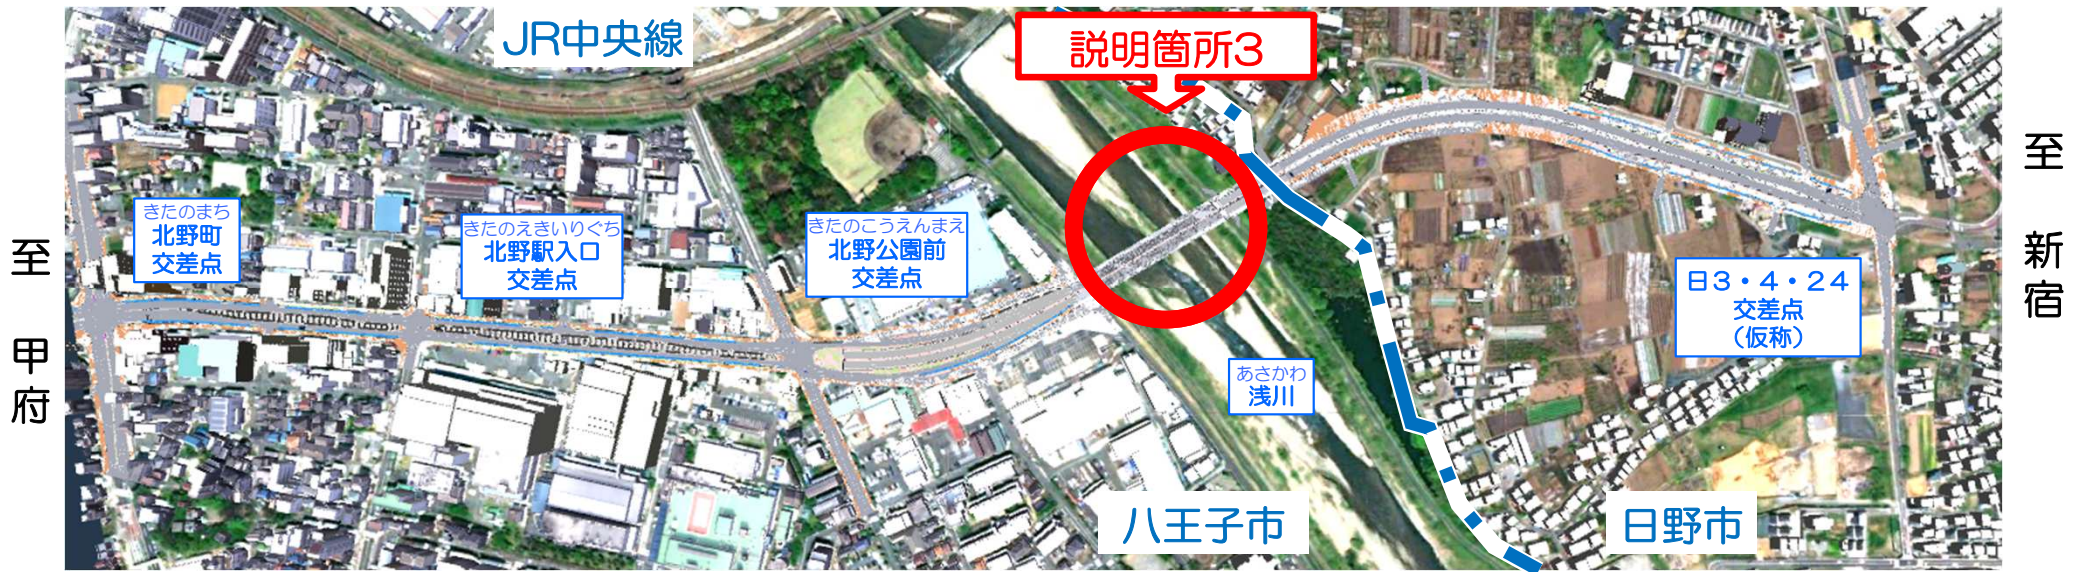 JR中央線
説明箇所3
至
甲
府
きたのまち
北野町
交差点
きたのえきいりぐち
北野駅入口
交差点
きたのこうえんまえ
北野公園前
交差点
あさかわ
浅川
日3・4・24
交差点
(仮称)
至
新
宿
八王子市
日野市